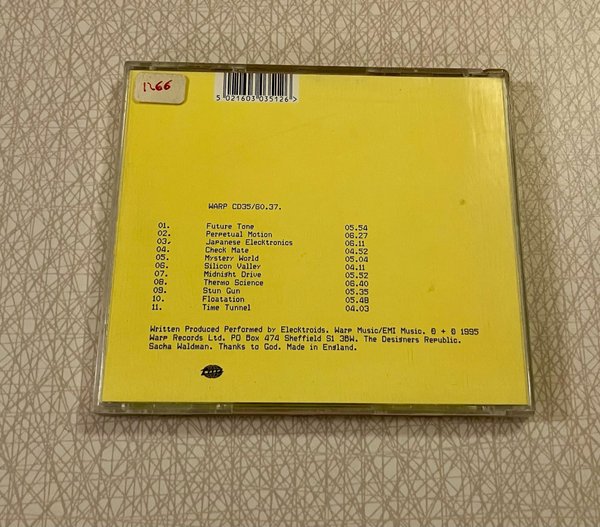 1266
5 021603 035126 >
WARP CD35/60.37.
01. Future Tone 05.54
02. Perpetual Motion 06.27
03, Japanese Elecktronics 06.11
04. Check Mate 04.52
05. Mystery World 05.04
06. Silicon Valley 04.11
07. Midnight Drive 05.52
08. Thermo Science 06.40
09. Stun Gun 05.35
10. Floatation 05.48
11. Time Tunnel 04.03
Written Produced Performed by Elecktroids. Warp Music/EMI Music. ℗ + © 1995
Warp Records Ltd. PO Box 474 Sheffield S1 3BW. The Designers Republic.
Sacha Waldman. Thanks to God. Made in England.